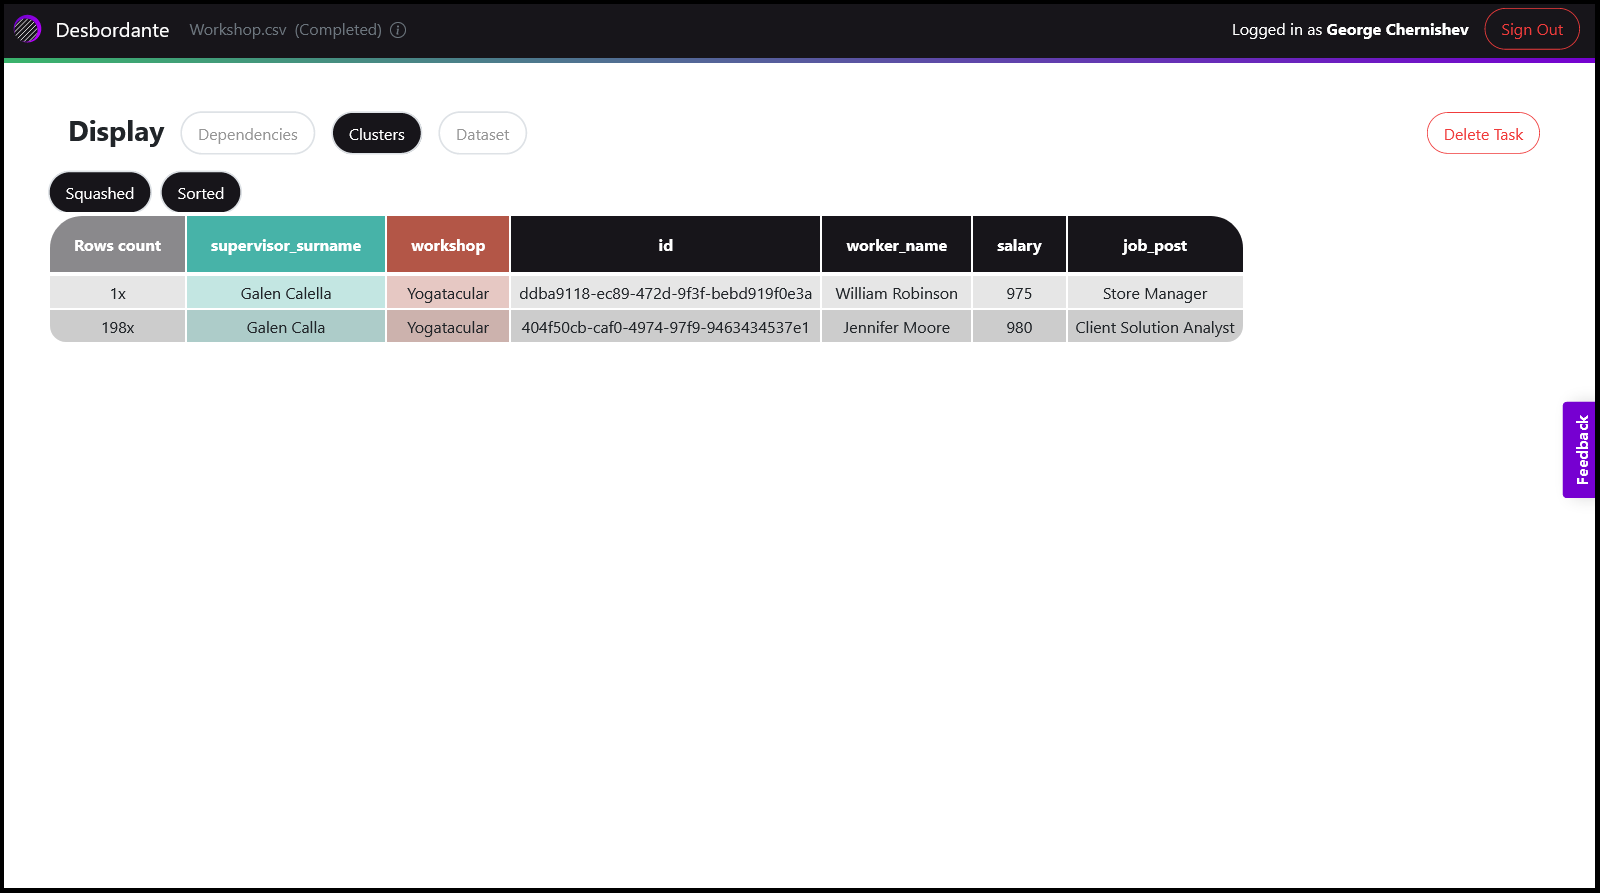 Desbordante Workshop.csv (Completed) Logged in as George Chernishev Sign Out
Display Dependencies Clusters Dataset Delete Task
Squashed Sorted
Rows count supervisor_surname workshop id worker_name salary job_post
1x Galen Calella Yogatacular ddba9118-ec89-472d-9f3f-bebd919f0e3a William Robinson 975 Store Manager
198x Galen Calla Yogatacular 404f50cb-caf0-4974-97f9-9463434537e1 Jennifer Moore 980 Client Solution Analyst
Feedback